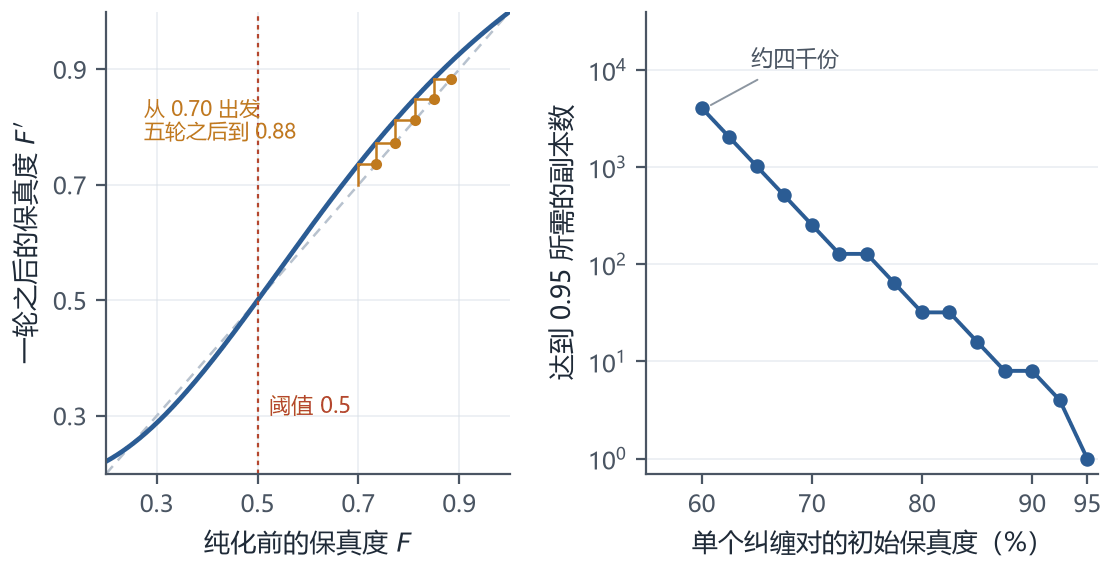 一轮之后的保真度 F′
0.9
0.7
0.5
0.3
从 0.70 出发
五轮之后到 0.88
阈值 0.5
0.3
0.5
0.7
0.9
纯化前的保真度 F
达到 0.95 所需的副本数
10⁴
10³
10²
10¹
10⁰
约四千份
60
70
80
90
95
单个纠缠对的初始保真度（%）